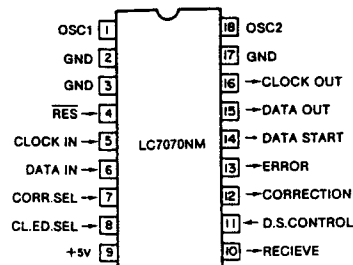 OSC1 1 18 OSC2
GND 2 17 GND
GND 3 16 →CLOCK OUT
RES→ 4 15 →DATA OUT
CLOCK IN→ 5 LC7070NM 14 →DATA START
DATA IN→ 6 13 →ERROR
CORR.SEL→ 7 12 →CORRECTION
CL.ED.SEL→ 8 11 ←D.S.CONTROL
+5V 9 10 →RECIEVE